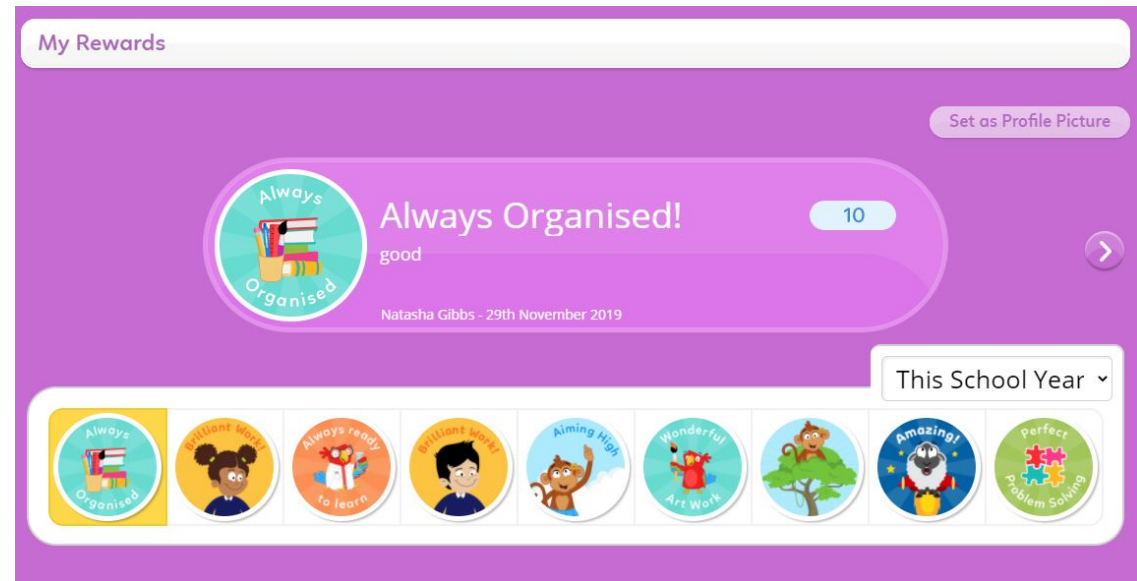 My Rewards
Set as Profile Picture
Always
Organised
Always Organised!
10
good
Natasha Gibbs - 29th November 2019
This School Year
Always
Organised
Brilliant Work!
Always ready
to learn
Brilliant Work!
Aiming High
Wonderful
Art Work
Amazing!
Perfect
Problem Solving